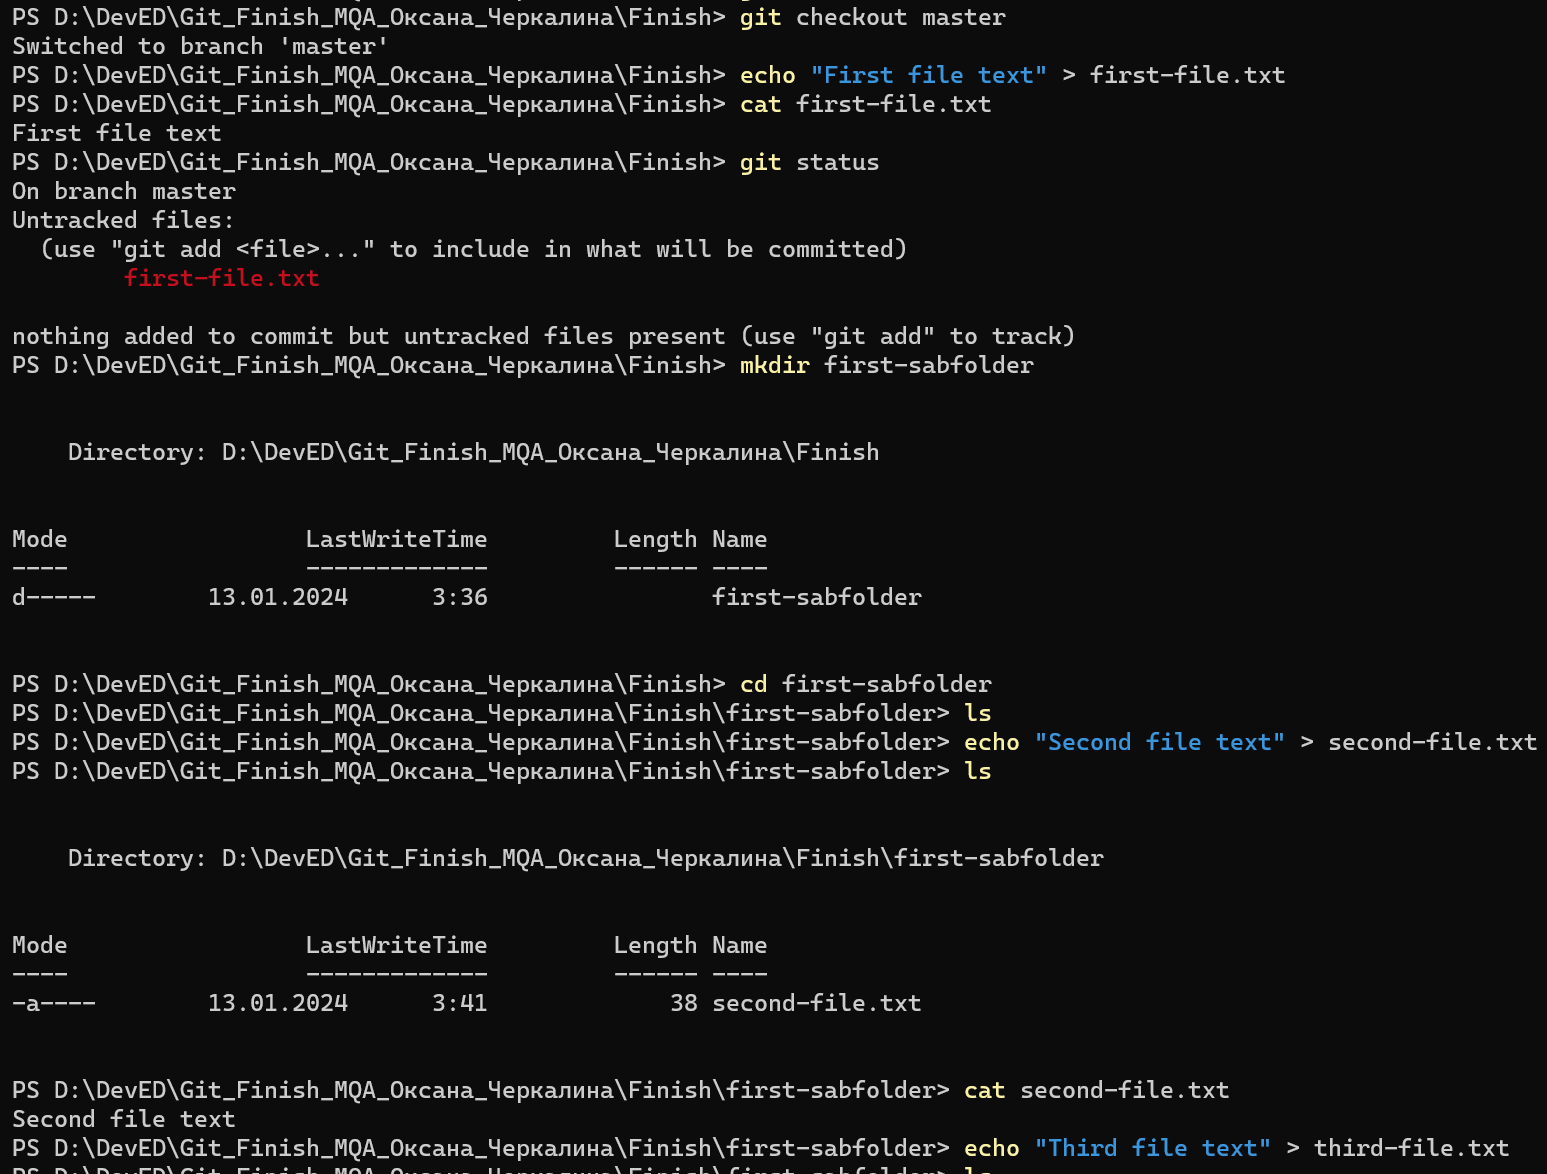 PS D:\DevED\Git_Finish_MQA_Оксана_Черкалина\Finish> git checkout master
Switched to branch 'master'
PS D:\DevED\Git_Finish_MQA_Оксана_Черкалина\Finish> echo "First file text" > first-file.txt
PS D:\DevED\Git_Finish_MQA_Оксана_Черкалина\Finish> cat first-file.txt
First file text
PS D:\DevED\Git_Finish_MQA_Оксана_Черкалина\Finish> git status
On branch master
Untracked files:
  (use "git add <file>..." to include in what will be committed)
        first-file.txt
nothing added to commit but untracked files present (use "git add" to track)
PS D:\DevED\Git_Finish_MQA_Оксана_Черкалина\Finish> mkdir first-sabfolder
    Directory: D:\DevED\Git_Finish_MQA_Оксана_Черкалина\Finish
Mode                 LastWriteTime         Length Name
----                 -------------         ------ ----
d-----        13.01.2024      3:36                first-sabfolder
PS D:\DevED\Git_Finish_MQA_Оксана_Черкалина\Finish> cd first-sabfolder
PS D:\DevED\Git_Finish_MQA_Оксана_Черкалина\Finish\first-sabfolder> ls
PS D:\DevED\Git_Finish_MQA_Оксана_Черкалина\Finish\first-sabfolder> echo "Second file text" > second-file.txt
PS D:\DevED\Git_Finish_MQA_Оксана_Черкалина\Finish\first-sabfolder> ls
    Directory: D:\DevED\Git_Finish_MQA_Оксана_Черкалина\Finish\first-sabfolder
Mode                 LastWriteTime         Length Name
----                 -------------         ------ ----
-a----        13.01.2024      3:41             38 second-file.txt
PS D:\DevED\Git_Finish_MQA_Оксана_Черкалина\Finish\first-sabfolder> cat second-file.txt
Second file text
PS D:\DevED\Git_Finish_MQA_Оксана_Черкалина\Finish\first-sabfolder> echo "Third file text" > third-file.txt